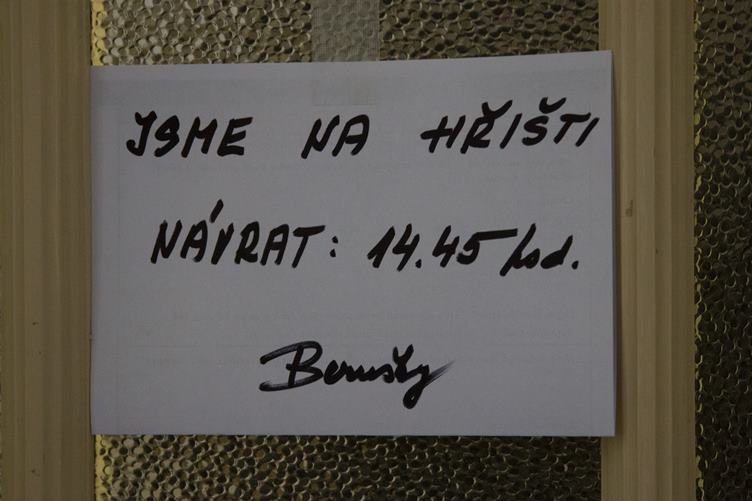 JSME NA HŘIŠTI
NÁVRAT: 14.45 hod.
Berušky